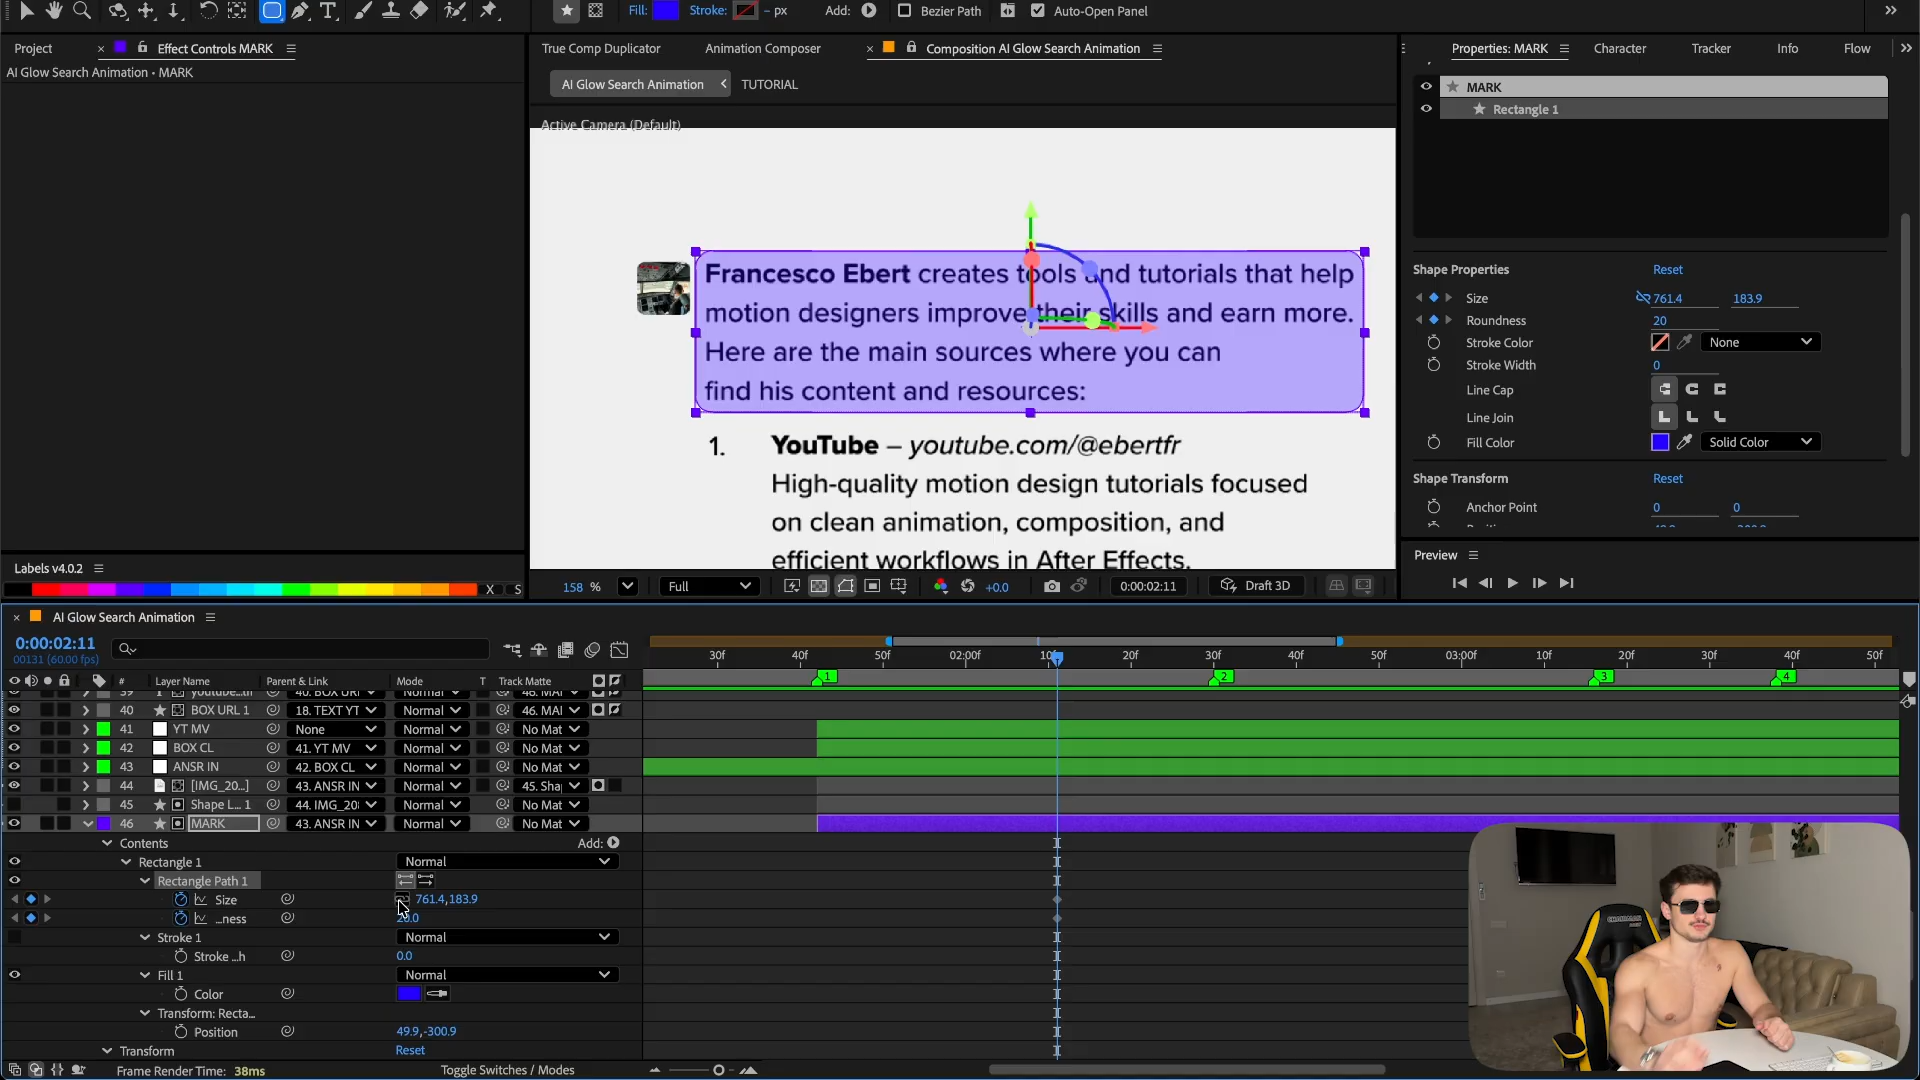 Fill:
Stroke:
– px
Add:
Bezier Path
Auto-Open Panel
Project
Effect Controls MARK
AI Glow Search Animation • MARK
True Comp Duplicator
Animation Composer
Composition AI Glow Search Animation
AI Glow Search Animation
TUTORIAL
Active Camera (Default)
Francesco Ebert creates tools and tutorials that help
motion designers improve their skills and earn more.
Here are the main sources where you can
find his content and resources:
1. YouTube – youtube.com/@ebertfr
High-quality motion design tutorials focused
on clean animation, composition, and
efficient workflows in After Effects.
158 %
Full
+0.0
0:00:02:11
Draft 3D
Properties: MARK
Character
Tracker
Info
Flow
MARK
Rectangle 1
Shape Properties
Reset
Size 761.4 183.9
Roundness 20
Stroke Color None
Stroke Width 0
Line Cap
Line Join
Fill Color Solid Color
Shape Transform
Reset
Anchor Point 0 0
Preview
Labels v4.0.2
X S
AI Glow Search Animation
0:00:02:11
00131 (60.00 fps)
# Layer Name Parent & Link Mode T Track Matte
30f 40f 50f 02:00f 10f 20f 30f 40f 50f 03:00f 10f 20f 30f 40f 50f
1 2 3 4
40 BOX URL 1 18. TEXT YT Normal 46. MAI
41 YT MV None Normal No Mat
42 BOX CL 41. YT MV Normal No Mat
43 ANSR IN 42. BOX CL Normal No Mat
44 [IMG_20...] 43. ANSR IN Normal 45. Sha
45 Shape L... 1 44. IMG_20 Normal No Mat
46 MARK 43. ANSR IN Normal No Mat
Contents Add:
Rectangle 1 Normal
Rectangle Path 1
Size 761.4,183.9
...ness
Stroke 1 Normal
Stroke ...h 0.0
Fill 1 Normal
Color
Transform: Recta...
Position 49.9,-300.9
Transform Reset
Frame Render Time: 38ms
Toggle Switches / Modes